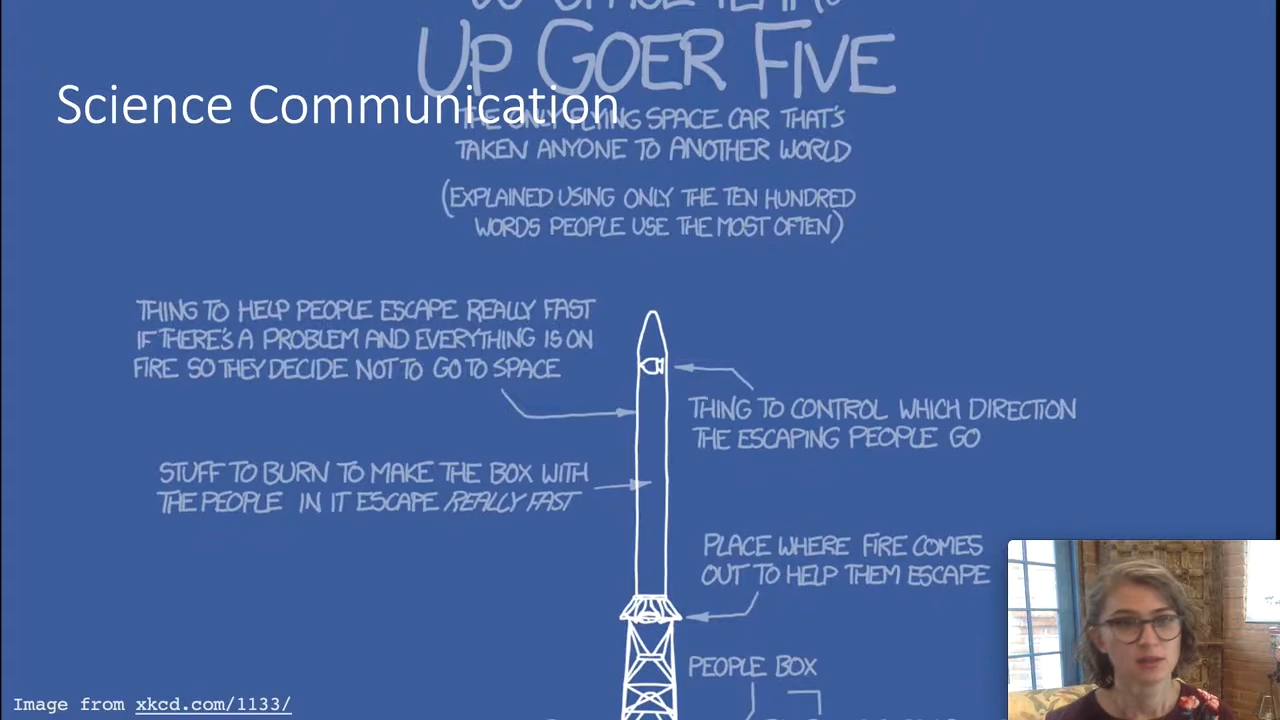 UP GOER FIVE
Science Communication
THE ONLY FLYING SPACE CAR THAT'S
TAKEN ANYONE TO ANOTHER WORLD
(EXPLAINED USING ONLY THE TEN HUNDRED
WORDS PEOPLE USE THE MOST OFTEN)
THING TO HELP PEOPLE ESCAPE REALLY FAST
IF THERE'S A PROBLEM AND EVERYTHING IS ON
FIRE SO THEY DECIDE NOT TO GO TO SPACE
THING TO CONTROL WHICH DIRECTION
THE ESCAPING PEOPLE GO
STUFF TO BURN TO MAKE THE BOX WITH
THE PEOPLE IN IT ESCAPE REALLY FAST
PLACE WHERE FIRE COMES
OUT TO HELP THEM ESCAPE
PEOPLE BOX
Image from xkcd.com/1133/